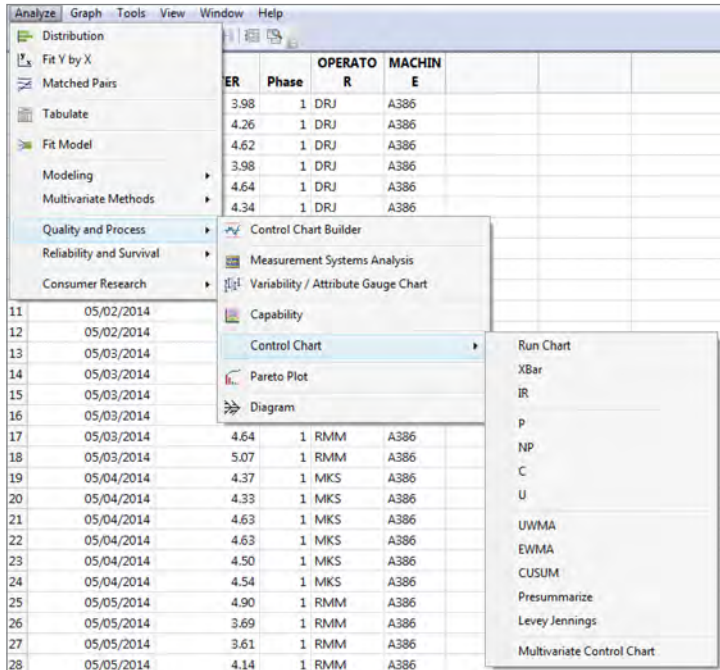 Analyze Graph Tools View Window Help
Distribution
Fit Y by X
Matched Pairs
Tabulate
Fit Model
Modeling
Multivariate Methods
Quality and Process
Reliability and Survival
Consumer Research
Control Chart Builder
Measurement Systems Analysis
Variability / Attribute Gauge Chart
Capability
Control Chart
Pareto Plot
Diagram
Run Chart
XBar
IR
P
NP
C
U
UWMA
EWMA
CUSUM
Presummarize
Levey Jennings
Multivariate Control Chart
OPERATO MACHIN
ER Phase R E
3.98 1 DRJ A386
4.26 1 DRJ A386
4.62 1 DRJ A386
3.98 1 DRJ A386
4.64 1 DRJ A386
4.34 1 DRJ A386
11 05/02/2014
12 05/02/2014
13 05/03/2014
14 05/03/2014
15 05/03/2014
16 05/03/2014
17 05/03/2014 4.64 1 RMM A386
18 05/03/2014 5.07 1 RMM A386
19 05/04/2014 4.37 1 MKS A386
20 05/04/2014 4.33 1 MKS A386
21 05/04/2014 4.63 1 MKS A386
22 05/04/2014 4.63 1 MKS A386
23 05/04/2014 4.50 1 MKS A386
24 05/04/2014 4.54 1 MKS A386
25 05/05/2014 4.90 1 RMM A386
26 05/05/2014 3.69 1 RMM A386
27 05/05/2014 3.61 1 RMM A386
28 05/05/2014 4.14 1 RMM A386